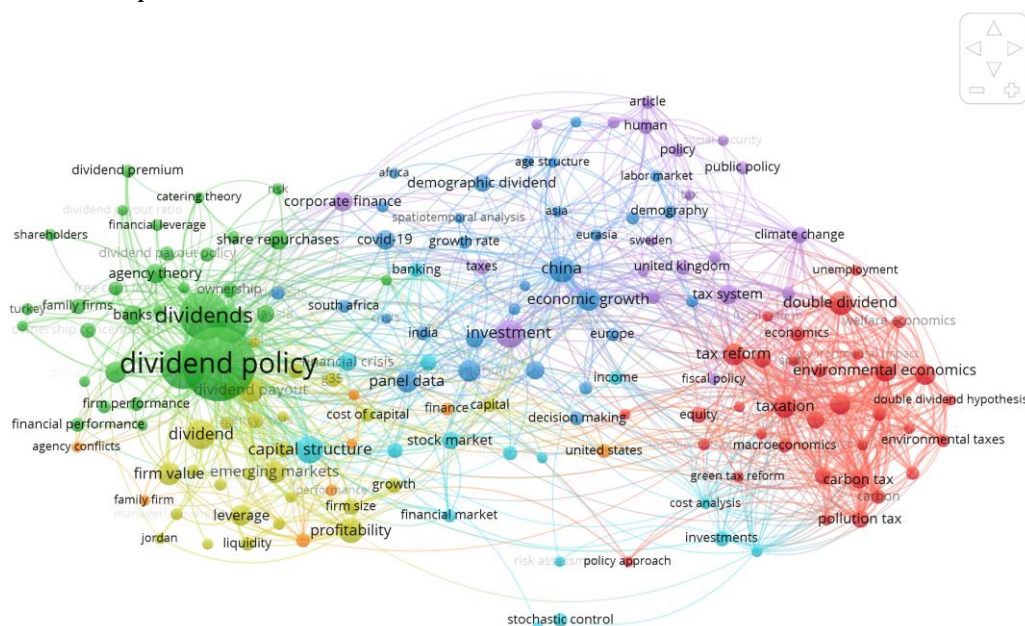 article
human
social security
age structure
policy
public policy
dividend premium
africa
labor market
demographic dividend
catering theory
risk
corporate finance
tax
dividend payout ratio
spatiotemporal analysis
asia
demography
financial leverage
shareholders
share repurchases
covid-19
growth rate
eurasia
sweden
climate change
dividend payout policy
agency theory
banking
taxes
china
united kingdom
unemployment
ownership
tax system
turkey
family firms
south africa
economic growth
double dividend
banks
dividends
welfare economics
india
investment
europe
economics
tax reform
dividend policy
financial crisis
environmental economics
g35
panel data
income
fiscal policy
dividend payout
double dividend hypothesis
firm performance
finance
capital
taxation
cost of capital
decision making
equity
financial performance
dividend
stock market
environmental taxes
agency conflicts
capital structure
united states
macroeconomics
firm value
emerging markets
green tax reform
carbon tax
performance
growth
family firm
carbon
firm size
cost analysis
leverage
financial market
pollution tax
profitability
jordan
liquidity
investments
policy approach
stochastic control